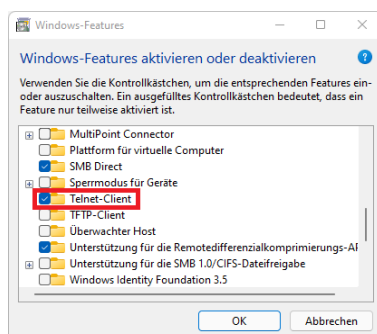 Windows-Features
Windows-Features aktivieren oder deaktivieren
Verwenden Sie die Kontrollkästchen, um die entsprechenden Features ein-
oder auszuschalten. Ein ausgefülltes Kontrollkästchen bedeutet, dass ein
Feature nur teilweise aktiviert ist.
MultiPoint Connector
Plattform für virtuelle Computer
SMB Direct
Sperrmodus für Geräte
Telnet-Client
TFTP-Client
Überwachter Host
Unterstützung für die Remotedifferenzialkomprimierungs-AP
Unterstützung für die SMB 1.0/CIFS-Dateifreigabe
Windows Identity Foundation 3.5
OK Abbrechen